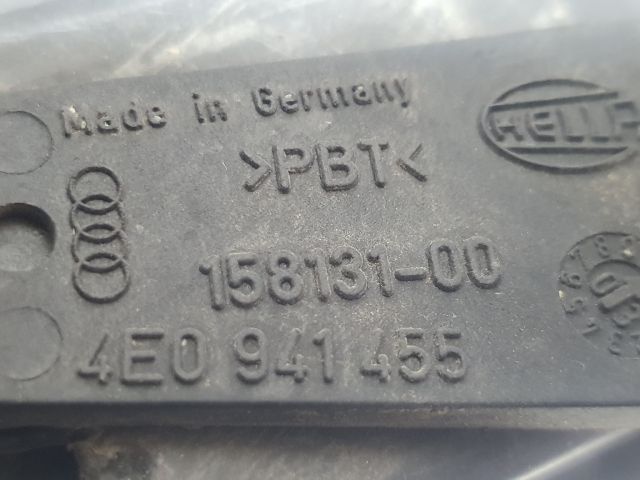 Made in Germany
HELLA
>PBT<
158131-00
4E0 941 455